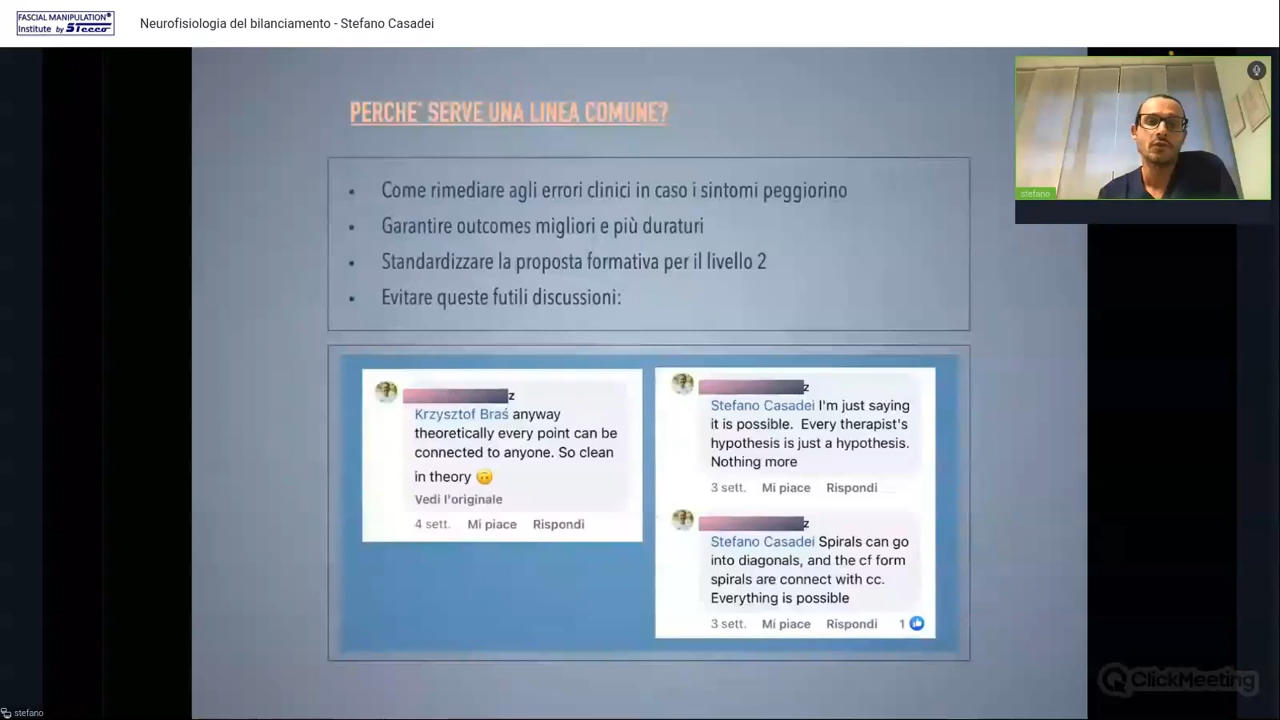 FASCIAL MANIPULATION®
Institute by Stecco
Neurofisiologia del bilanciamento - Stefano Casadei
PERCHE' SERVE UNA LINEA COMUNE?
• Come rimediare agli errori clinici in caso i sintomi peggiorino
• Garantire outcomes migliori e più duraturi
• Standardizzare la proposta formativa per il livello 2
• Evitare queste futili discussioni:
z
Krzysztof Braś anyway
theoretically every point can be
connected to anyone. So clean
in theory 🙃
Vedi l'originale
4 sett. Mi piace Rispondi
z
Stefano Casadei I'm just saying
it is possible. Every therapist's
hypothesis is just a hypothesis.
Nothing more
3 sett. Mi piace Rispondi
z
Stefano Casadei Spirals can go
into diagonals, and the cf form
spirals are connect with cc.
Everything is possible
3 sett. Mi piace Rispondi 1
stefano
ClickMeeting
stefano